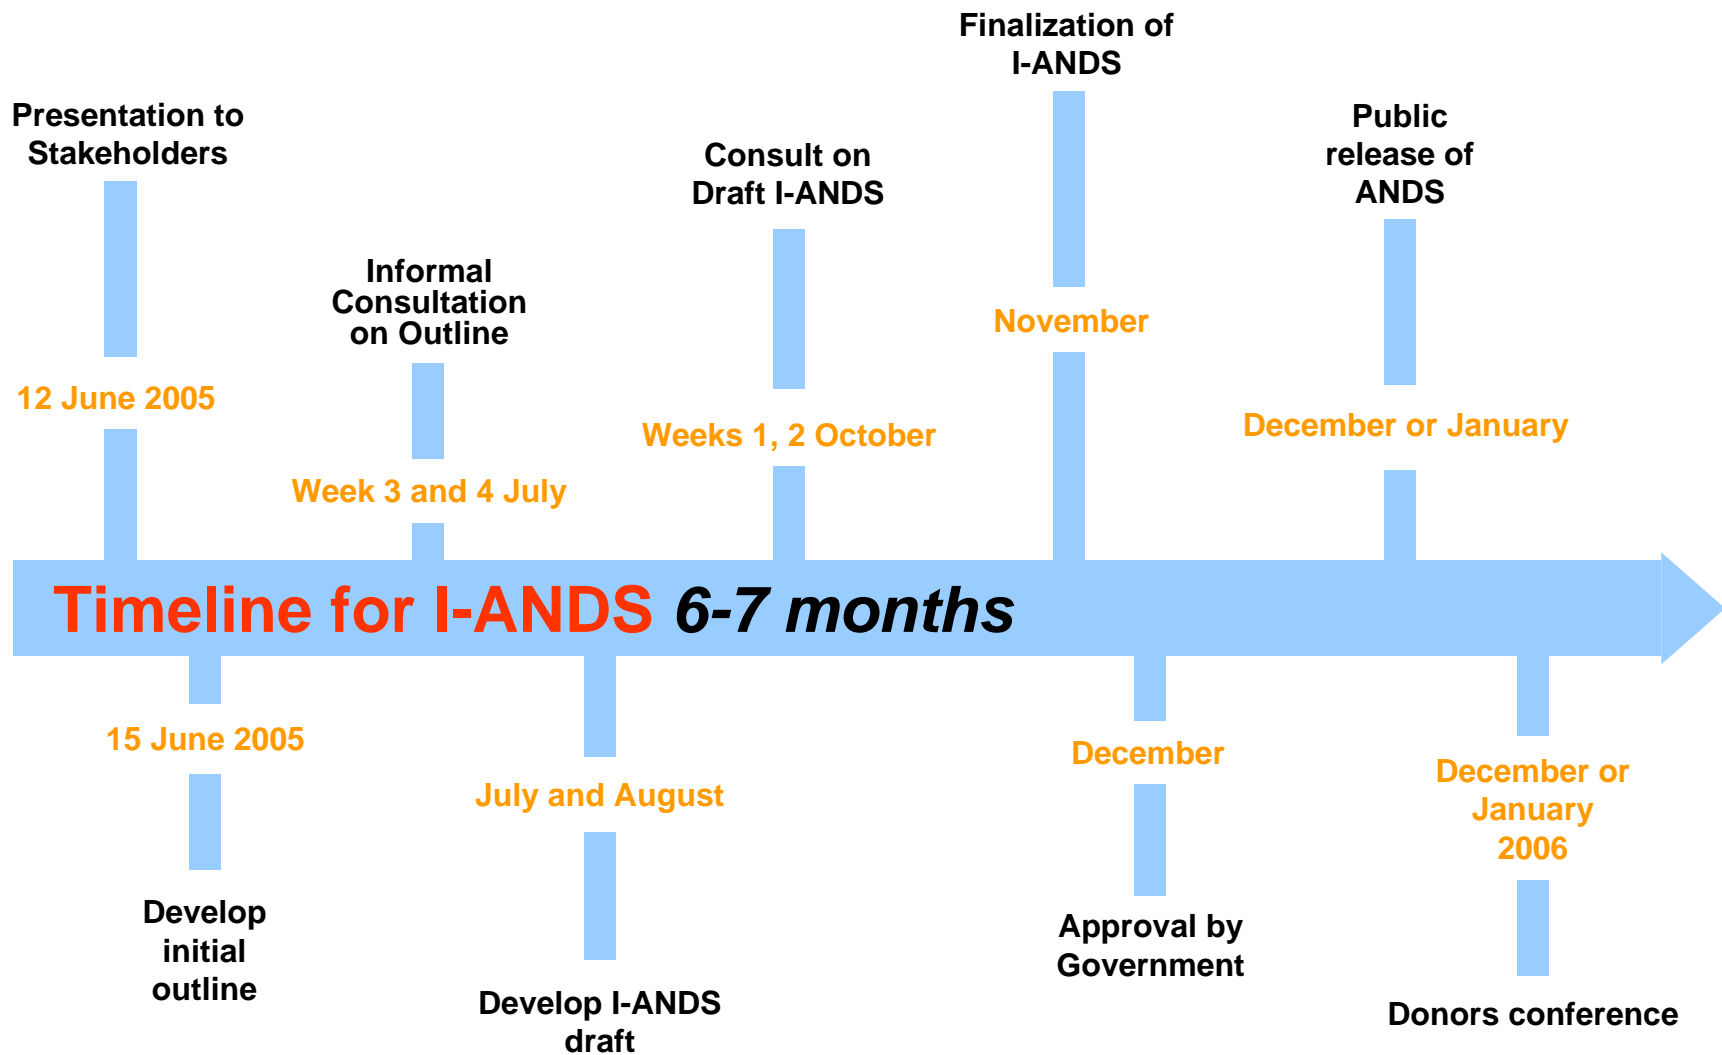 Finalization of
I-ANDS
Presentation to
Stakeholders
Public
release of
ANDS
Consult on
Draft I-ANDS
Informal
Consultation
on Outline
November
12 June 2005
December or January
Weeks 1, 2 October
Week 3 and 4 July
Timeline for I-ANDS 6-7 months
15 June 2005
December
July and August
December or
January
2006
Develop
initial
outline
Approval by
Government
Develop I-ANDS
draft
Donors conference